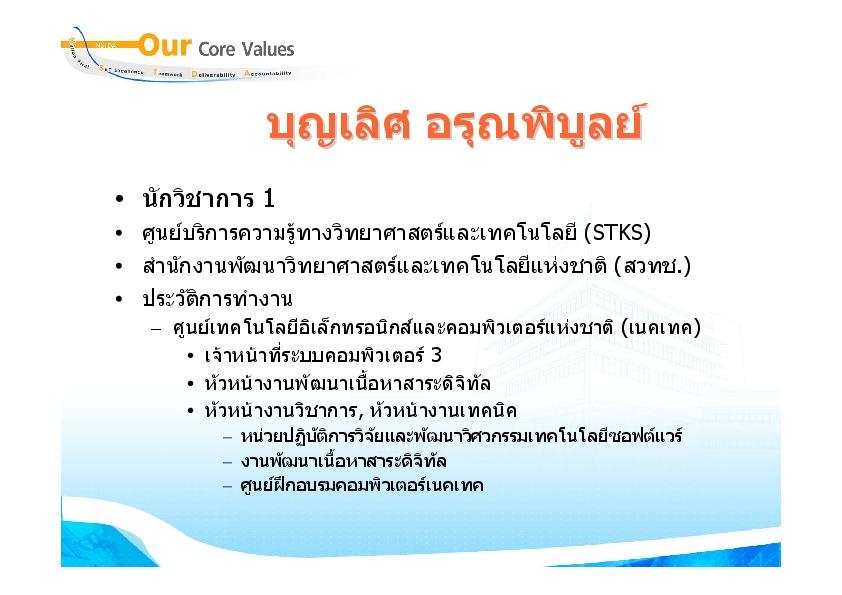 NSTDA Our Core Values
Nation First S&T Excellence Teamwork Deliverability Accountability
บุญเลิศ อรุณพิบูลย์
• นักวิชาการ 1
• ศูนย์บริการความรู้ทางวิทยาศาสตร์และเทคโนโลยี (STKS)
• สำนักงานพัฒนาวิทยาศาสตร์และเทคโนโลยีแห่งชาติ (สวทช.)
• ประวัติการทำงาน
– ศูนย์เทคโนโลยีอิเล็กทรอนิกส์และคอมพิวเตอร์แห่งชาติ (เนคเทค)
• เจ้าหน้าที่ระบบคอมพิวเตอร์ 3
• หัวหน้างานพัฒนาเนื้อหาสาระดิจิทัล
• หัวหน้างานวิชาการ, หัวหน้างานเทคนิค
– หน่วยปฏิบัติการวิจัยและพัฒนาวิศวกรรมเทคโนโลยีซอฟต์แวร์
– งานพัฒนาเนื้อหาสาระดิจิทัล
– ศูนย์ฝึกอบรมคอมพิวเตอร์เนคเทค